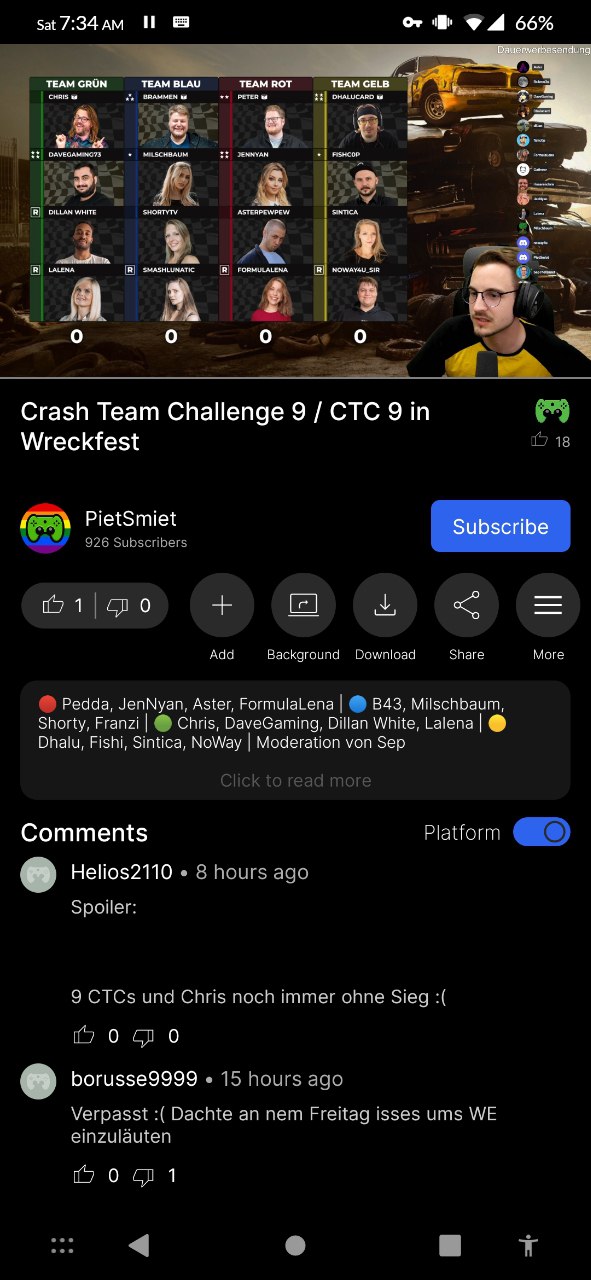 Sat 7:34 AM 66%
Dauerwerbesendung
TEAM GRÜN TEAM BLAU TEAM ROT TEAM GELB
CHRIS BRAMMEN PETER DHALUCARD
DAVEGAMING73 MILSCHBAUM JENNYAN FISHC0P
R DILLAN WHITE SHORTYTV ASTERPEWPEW SINTICA
R LALENA R SMASHLUNATIC R FORMULALENA R NOWAY4U_SIR
0 0 0 0
Crash Team Challenge 9 / CTC 9 in
Wreckfest
18
PietSmiet
926 Subscribers
Subscribe
1 0
Add Background Download Share More
🔴 Pedda, JenNyan, Aster, FormulaLena | 🔵 B43, Milschbaum,
Shorty, Franzi | 🟢 Chris, DaveGaming, Dillan White, Lalena | 🟡
Dhalu, Fishi, Sintica, NoWay | Moderation von Sep
Click to read more
Comments Platform
Helios2110 • 8 hours ago
Spoiler:
9 CTCs und Chris noch immer ohne Sieg :(
0 0
borusse9999 • 15 hours ago
Verpasst :( Dachte an nem Freitag isses ums WE
einzuläuten
0 1